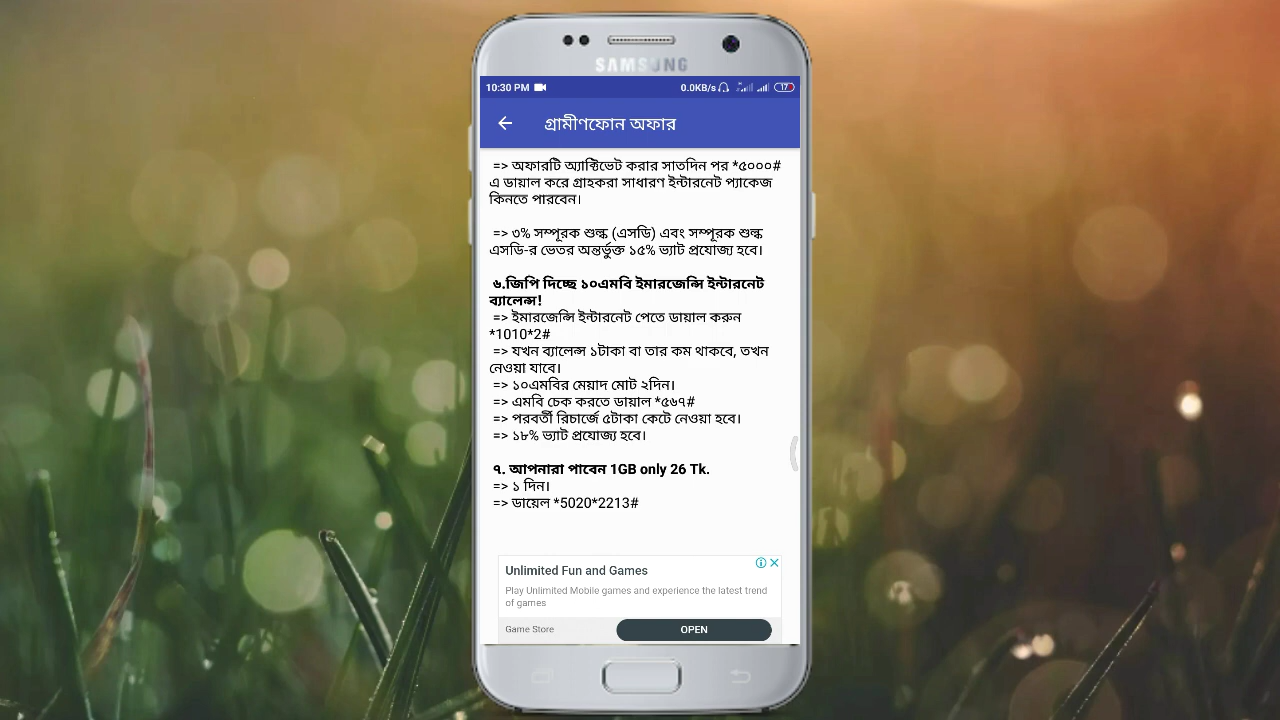 SAMSUNG
10:30 PM
0.0KB/s
17
গ্রামীণফোন অফার
=> অফারটি অ্যাক্টিভেট করার সাতদিন পর *৫০০০#
এ ডায়াল করে গ্রাহকরা সাধারণ ইন্টারনেট প্যাকেজ
কিনতে পারবেন।
=> ৩% সম্পূরক শুল্ক (এসডি) এবং সম্পূরক শুল্ক
এসডি-র ভেতর অন্তর্ভুক্ত ১৫% ভ্যাট প্রযোজ্য হবে।
৬.জিপি দিচ্ছে ১০এমবি ইমারজেন্সি ইন্টারনেট
ব্যালেন্স!
=> ইমারজেন্সি ইন্টারনেট পেতে ডায়াল করুন
*1010*2#
=> যখন ব্যালেন্স ১টাকা বা তার কম থাকবে, তখন
নেওয়া যাবে।
=> ১০এমবির মেয়াদ মোট ২দিন।
=> এমবি চেক করতে ডায়াল *৫৬৭#
=> পরবর্তী রিচার্জে ৫টাকা কেটে নেওয়া হবে।
=> ১৮% ভ্যাট প্রযোজ্য হবে।
৭. আপনারা পাবেন 1GB only 26 Tk.
=> ১ দিন।
=> ডায়েল *5020*2213#
Unlimited Fun and Games
Play Unlimited Mobile games and experience the latest trend
of games
Game Store
OPEN